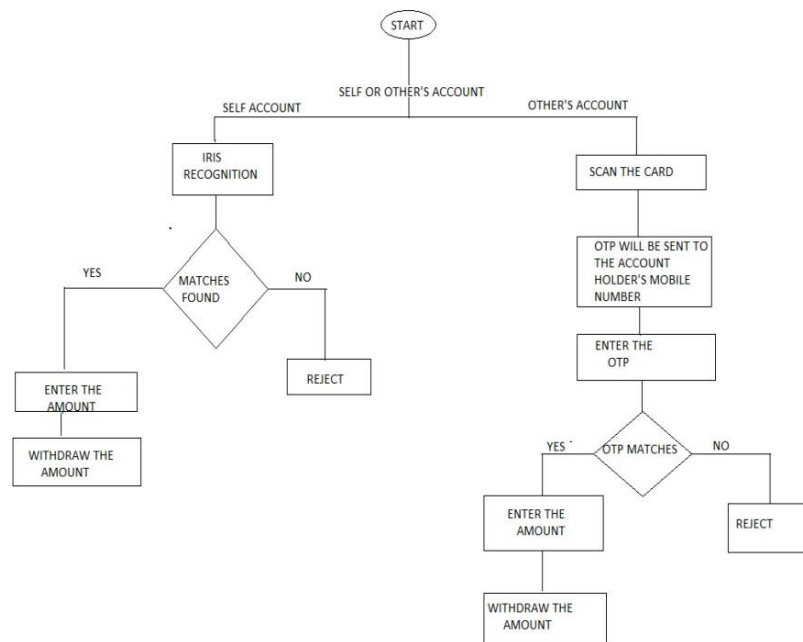 START
SELF OR OTHER'S ACCOUNT
SELF ACCOUNT
OTHER'S ACCOUNT
IRIS
RECOGNITION
SCAN THE CARD
OTP WILL BE SENT TO
THE ACCOUNT
HOLDER'S MOBILE
NUMBER
YES
MATCHES
FOUND
NO
ENTER THE
OTP
REJECT
ENTER THE
AMOUNT
WITHDRAW THE
AMOUNT
YES
OTP MATCHES
NO
ENTER THE
AMOUNT
REJECT
WITHDRAW THE
AMOUNT